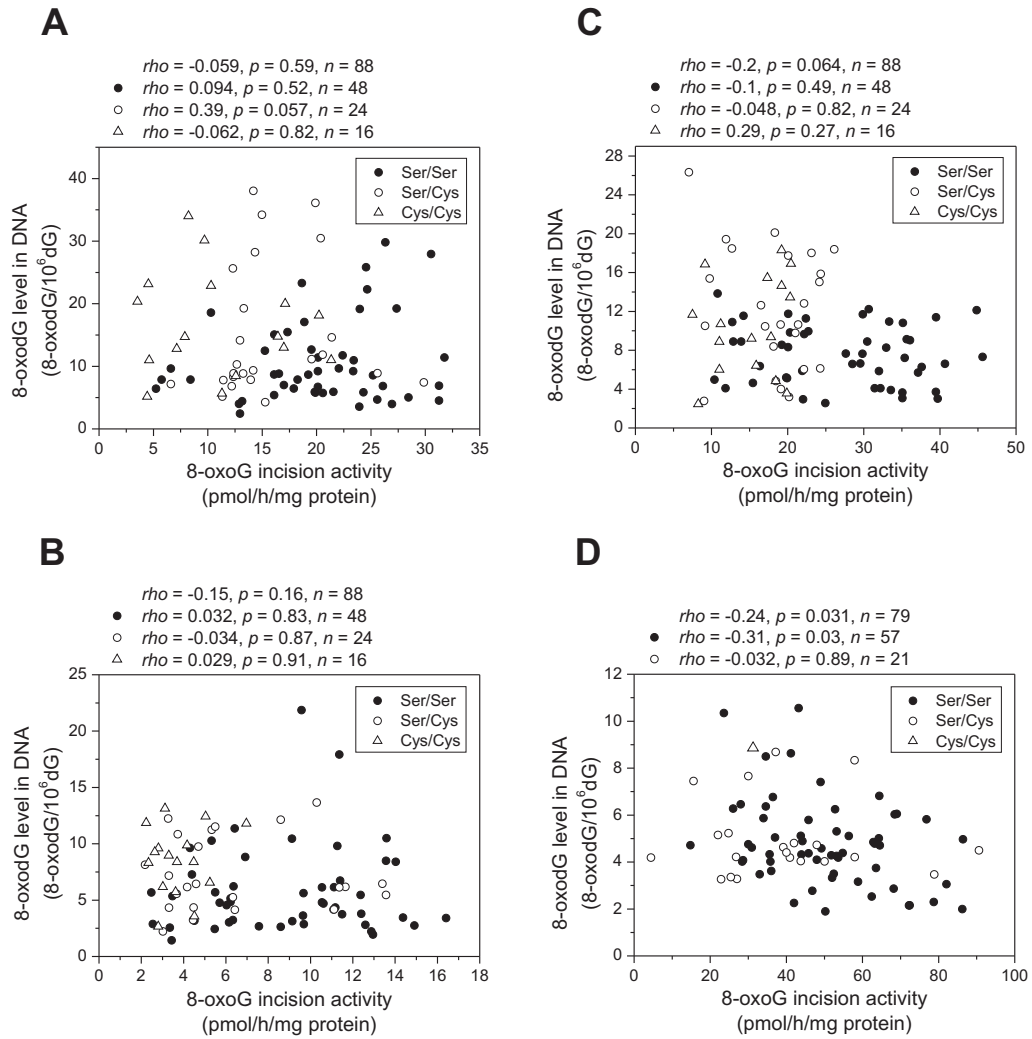 A
rho = -0.059, p = 0.59, n = 88
rho = 0.094, p = 0.52, n = 48
rho = 0.39, p = 0.057, n = 24
rho = -0.062, p = 0.82, n = 16
Ser/Ser
Ser/Cys
Cys/Cys
40
30
20
10
0
8-oxodG level in DNA
(8-oxodG/10⁶dG)
0 5 10 15 20 25 30 35
8-oxoG incision activity
(pmol/h/mg protein)
C
rho = -0.2, p = 0.064, n = 88
rho = -0.1, p = 0.49, n = 48
rho = -0.048, p = 0.82, n = 24
rho = 0.29, p = 0.27, n = 16
Ser/Ser
Ser/Cys
Cys/Cys
28
24
20
16
12
8
4
0
8-oxodG level in DNA
(8-oxodG/10⁶dG)
0 10 20 30 40 50
8-oxoG incision activity
(pmol/h/mg protein)
B
rho = -0.15, p = 0.16, n = 88
rho = 0.032, p = 0.83, n = 48
rho = -0.034, p = 0.87, n = 24
rho = 0.029, p = 0.91, n = 16
Ser/Ser
Ser/Cys
Cys/Cys
25
20
15
10
5
0
8-oxodG level in DNA
(8-oxodG/10⁶dG)
0 2 4 6 8 10 12 14 16 18
8-oxoG incision activity
(pmol/h/mg protein)
D
rho = -0.24, p = 0.031, n = 79
rho = -0.31, p = 0.03, n = 57
rho = -0.032, p = 0.89, n = 21
Ser/Ser
Ser/Cys
Cys/Cys
12
10
8
6
4
2
0
8-oxodG level in DNA
(8-oxodG/10⁶dG)
20 40 60 80 100
8-oxoG incision activity
(pmol/h/mg protein)